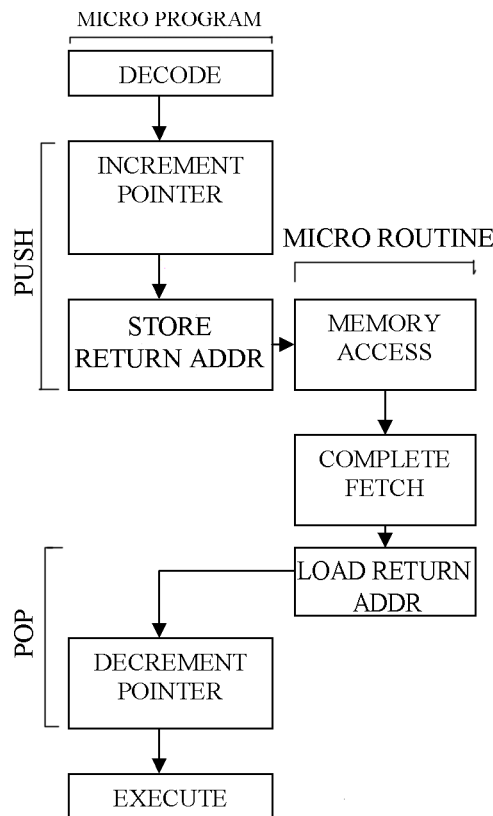 MICRO PROGRAM
DECODE
INCREMENT
POINTER
PUSH
STORE
RETURN ADDR
MICRO ROUTINE
MEMORY
ACCESS
COMPLETE
FETCH
LOAD RETURN
ADDR
POP
DECREMENT
POINTER
EXECUTE